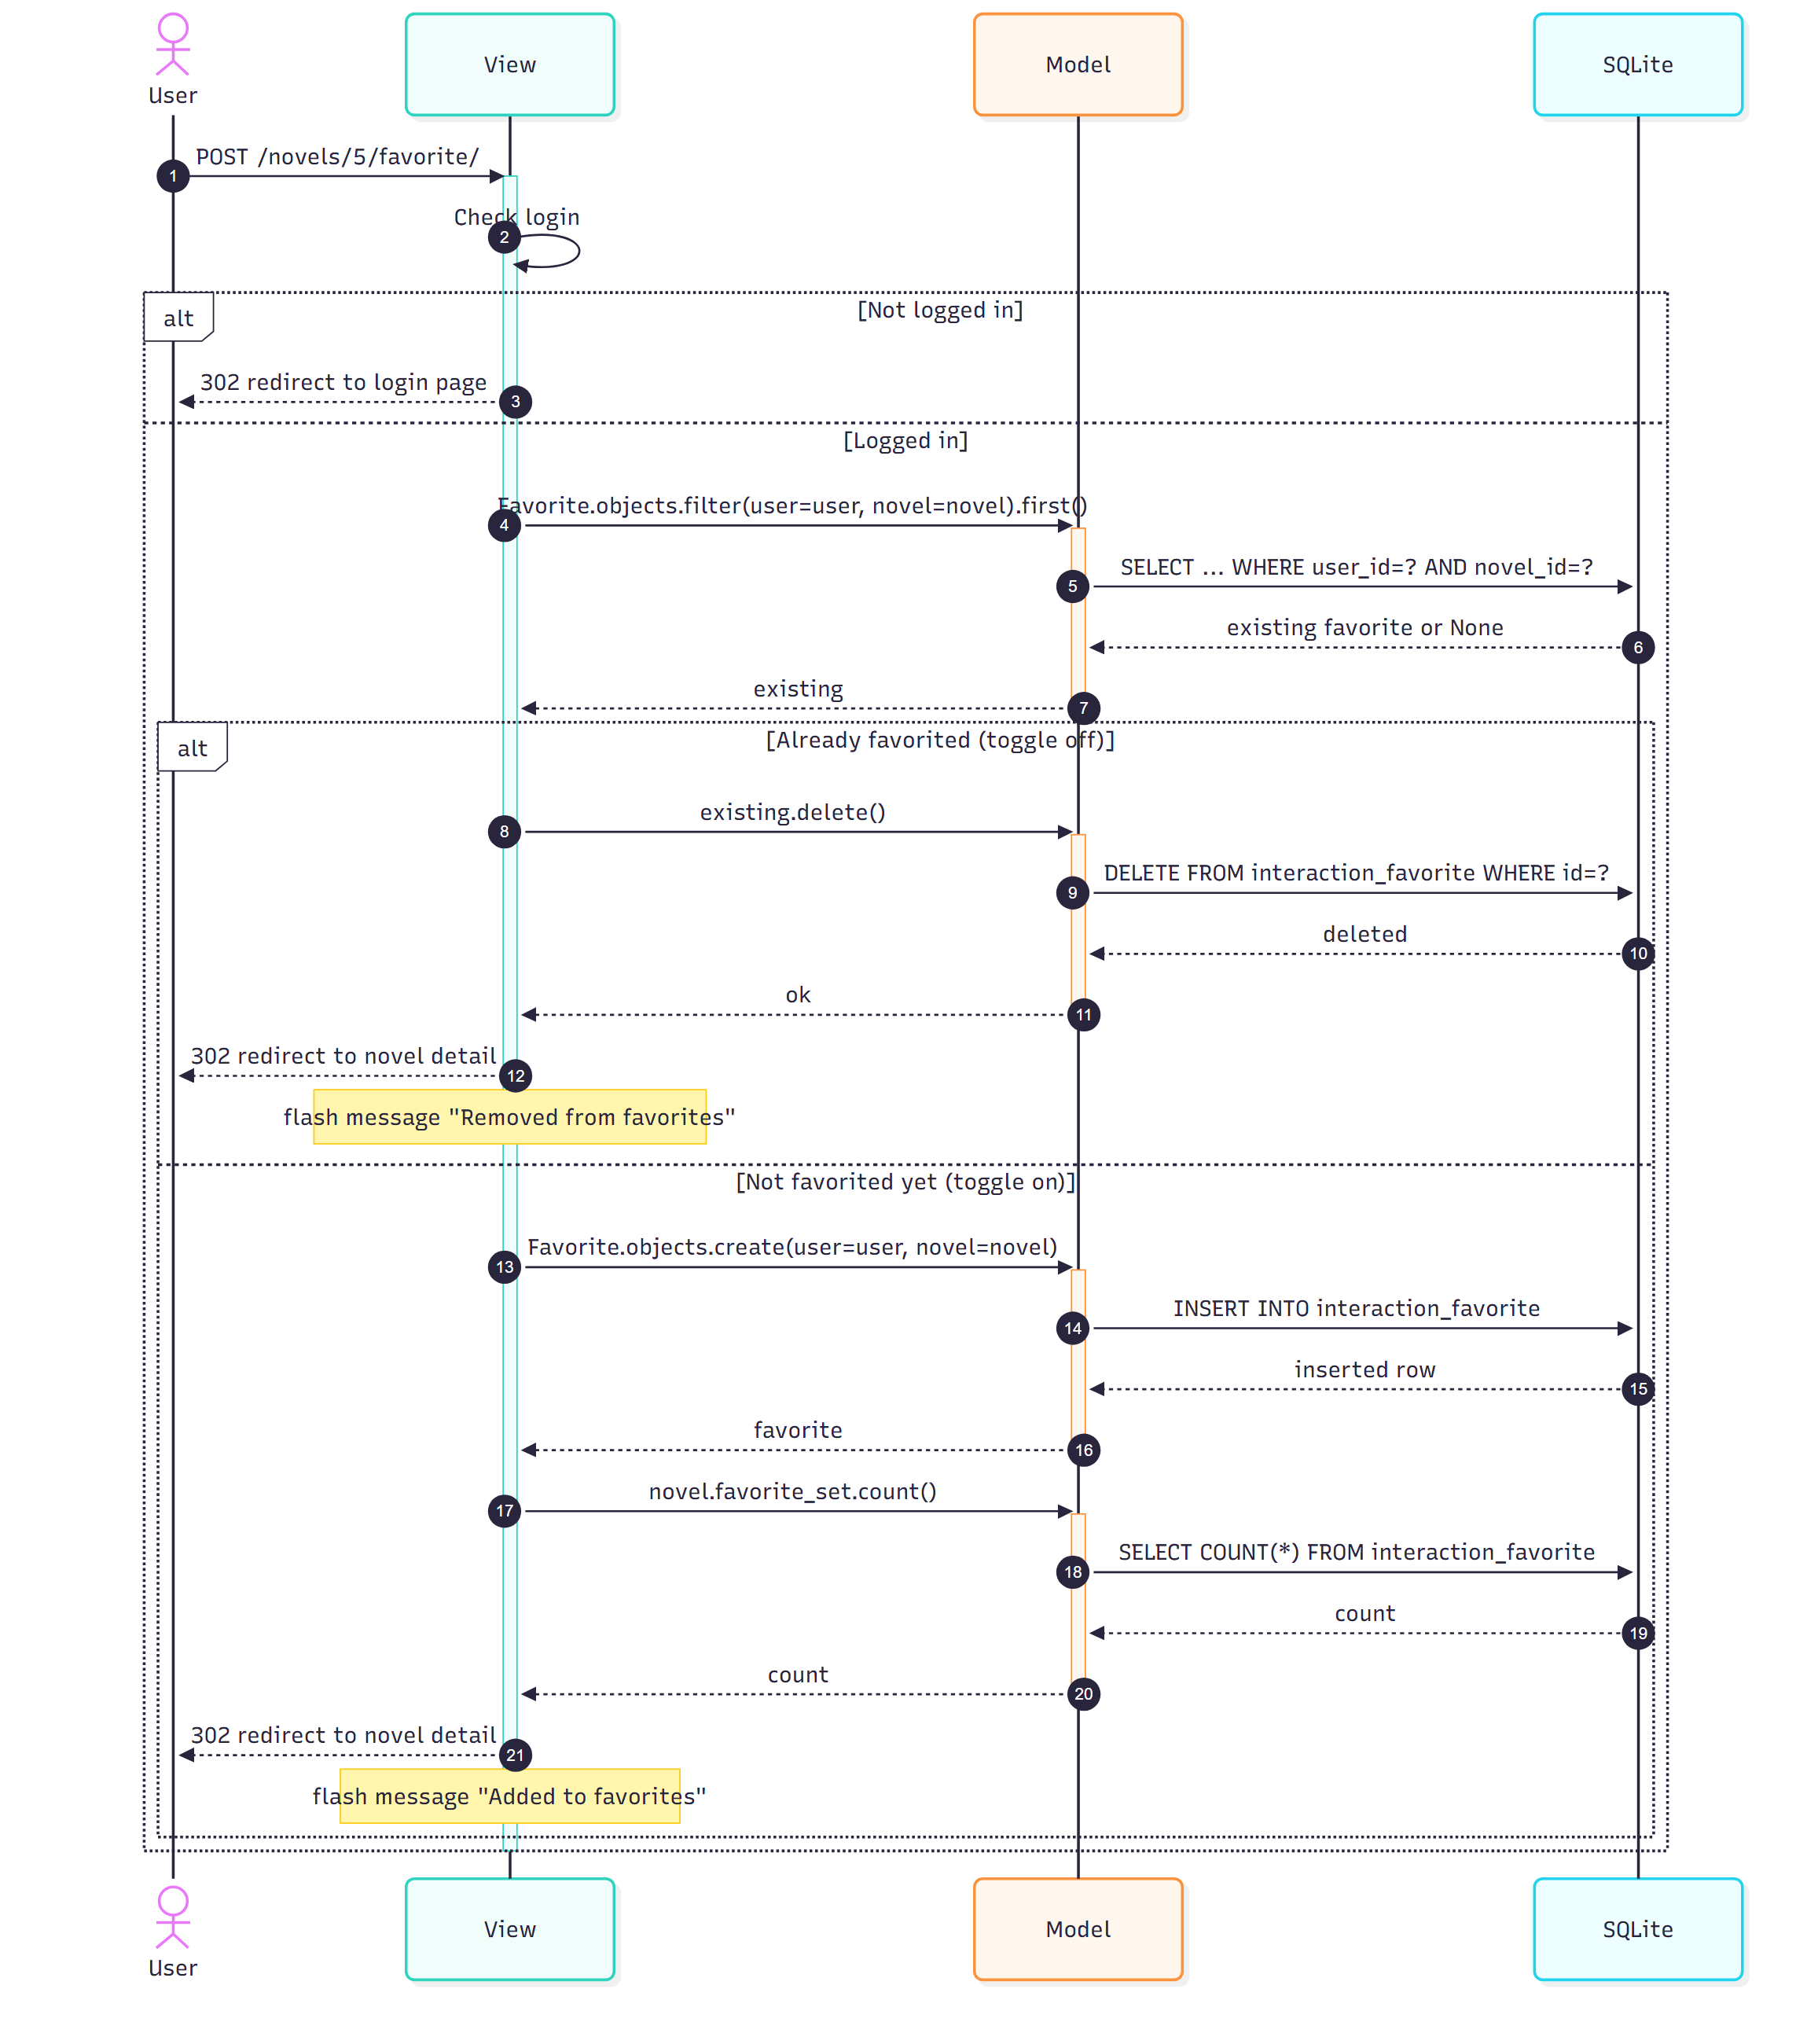 User
View
Model
SQLite
POST /novels/5/favorite/
1
Check login
2
alt
[Not logged in]
302 redirect to login page
3
[Logged in]
Favorite.objects.filter(user=user, novel=novel).first()
4
SELECT ... WHERE user_id=? AND novel_id=?
5
existing favorite or None
6
existing
7
alt
[Already favorited (toggle off)]
existing.delete()
8
DELETE FROM interaction_favorite WHERE id=?
9
deleted
10
ok
11
302 redirect to novel detail
12
flash message "Removed from favorites"
[Not favorited yet (toggle on)]
Favorite.objects.create(user=user, novel=novel)
13
INSERT INTO interaction_favorite
14
inserted row
15
favorite
16
novel.favorite_set.count()
17
SELECT COUNT(*) FROM interaction_favorite
18
count
19
count
20
302 redirect to novel detail
21
flash message "Added to favorites"
User
View
Model
SQLite